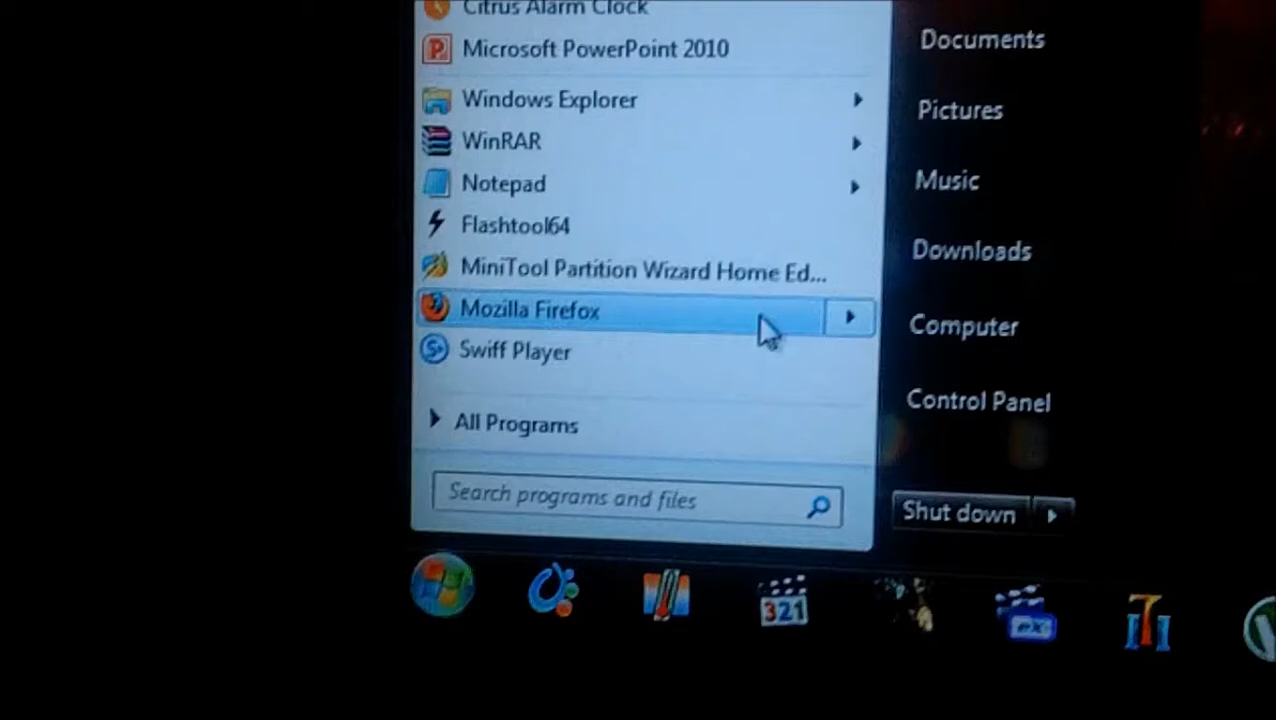 Citrus Alarm Clock
Microsoft PowerPoint 2010
Windows Explorer
WinRAR
Notepad
Flashtool64
MiniTool Partition Wizard Home Ed...
Mozilla Firefox
Swiff Player
All Programs
Search programs and files
Documents
Pictures
Music
Downloads
Computer
Control Panel
Shut down
321